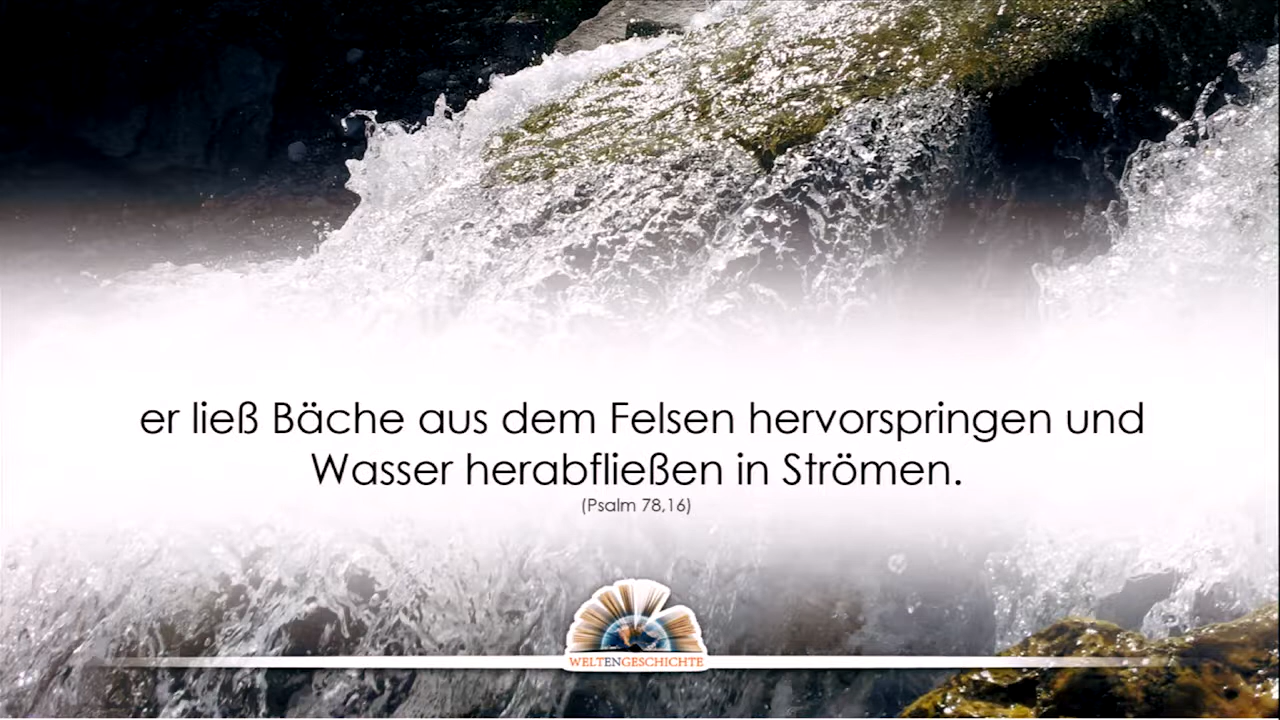 er ließ Bäche aus dem Felsen hervorspringen und
Wasser herabfließen in Strömen.
(Psalm 78,16)
WELTENGESCHICHTE